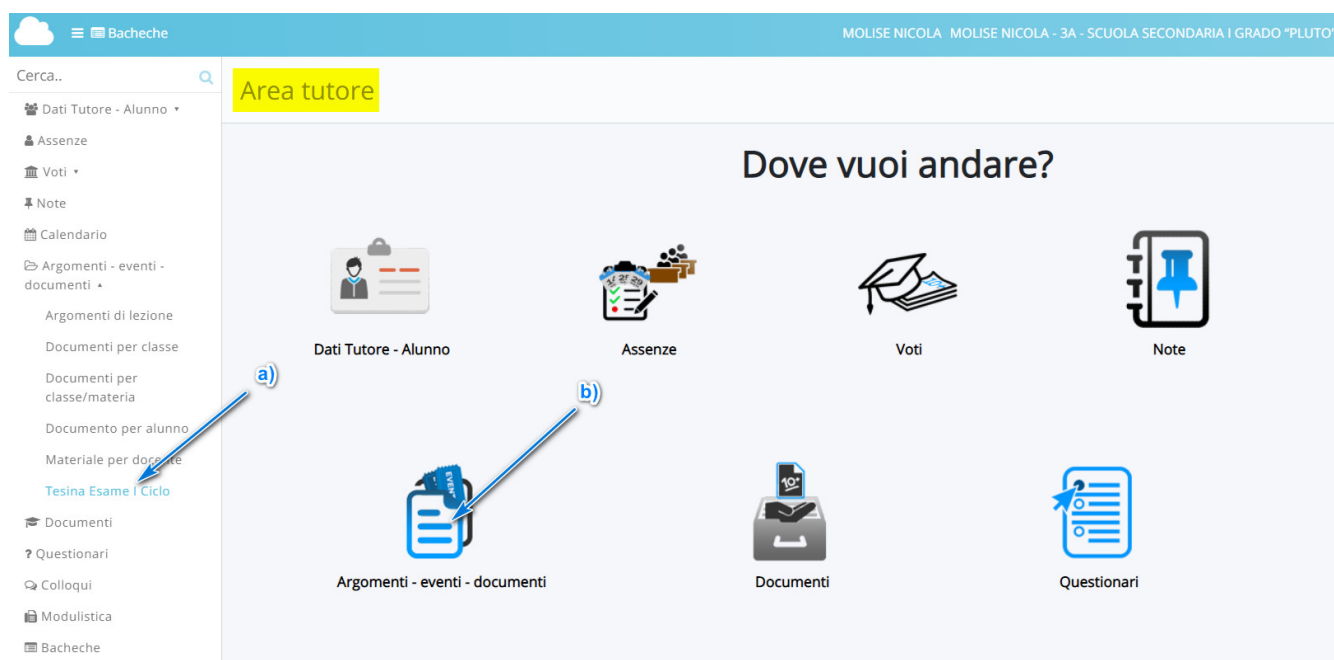 Bacheche
MOLISE NICOLA MOLISE NICOLA - 3A - SCUOLA SECONDARIA I GRADO "PLUTO"
Cerca..
Dati Tutore - Alunno
Assenze
Voti
Note
Calendario
Argomenti - eventi -
documenti
Argomenti di lezione
Documenti per classe
Documenti per
classe/materia
Documento per alunno
Materiale per docente
Tesina Esame I Ciclo
Documenti
? Questionari
Colloqui
Modulistica
Bacheche
Area tutore
Dove vuoi andare?
Dati Tutore - Alunno
Assenze
Voti
Note
a)
b)
EVENT
10+
Argomenti - eventi - documenti
Documenti
Questionari